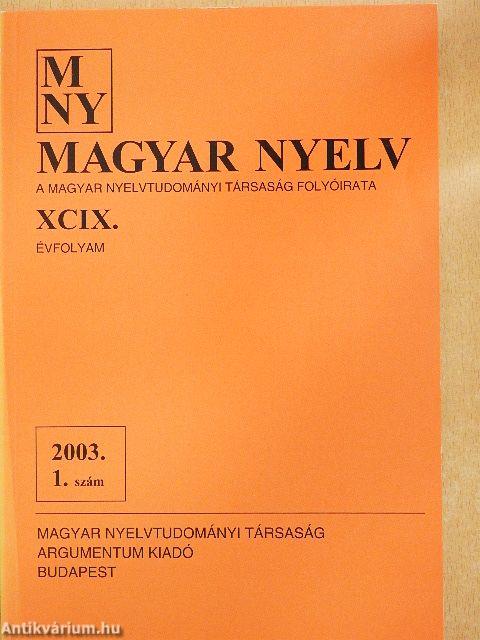 M
NY
MAGYAR NYELV
A MAGYAR NYELVTUDOMÁNYI TÁRSASÁG FOLYÓIRATA
XCIX.
ÉVFOLYAM
2003.
1. szám
MAGYAR NYELVTUDOMÁNYI TÁRSASÁG
ARGUMENTUM KIADÓ
BUDAPEST
Antikvárium.hu